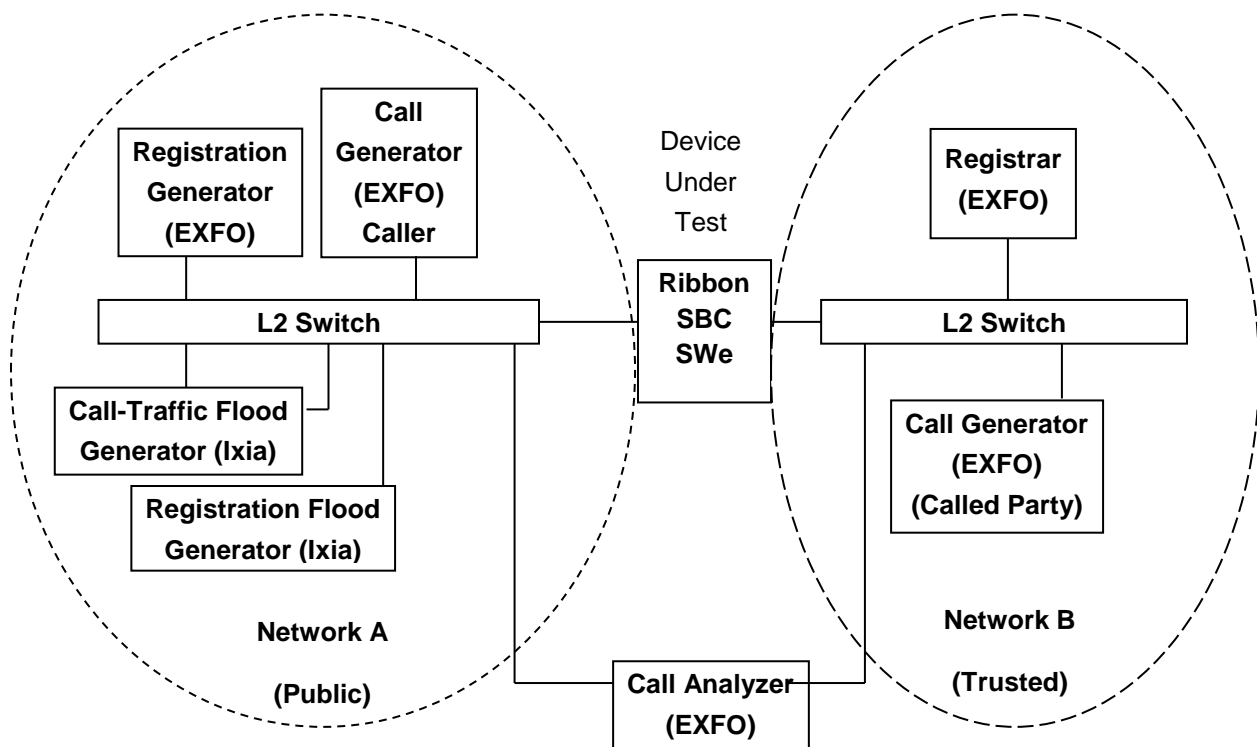 Registration
Generator
(EXFO)
Call
Generator
(EXFO)
Caller
Device
Under
Test
Registrar
(EXFO)
L2 Switch
Ribbon
SBC
SWe
L2 Switch
Call-Traffic Flood
Generator (Ixia)
Registration Flood
Generator (Ixia)
Call Generator
(EXFO)
(Called Party)
Network A
(Public)
Network B
(Trusted)
Call Analyzer
(EXFO)